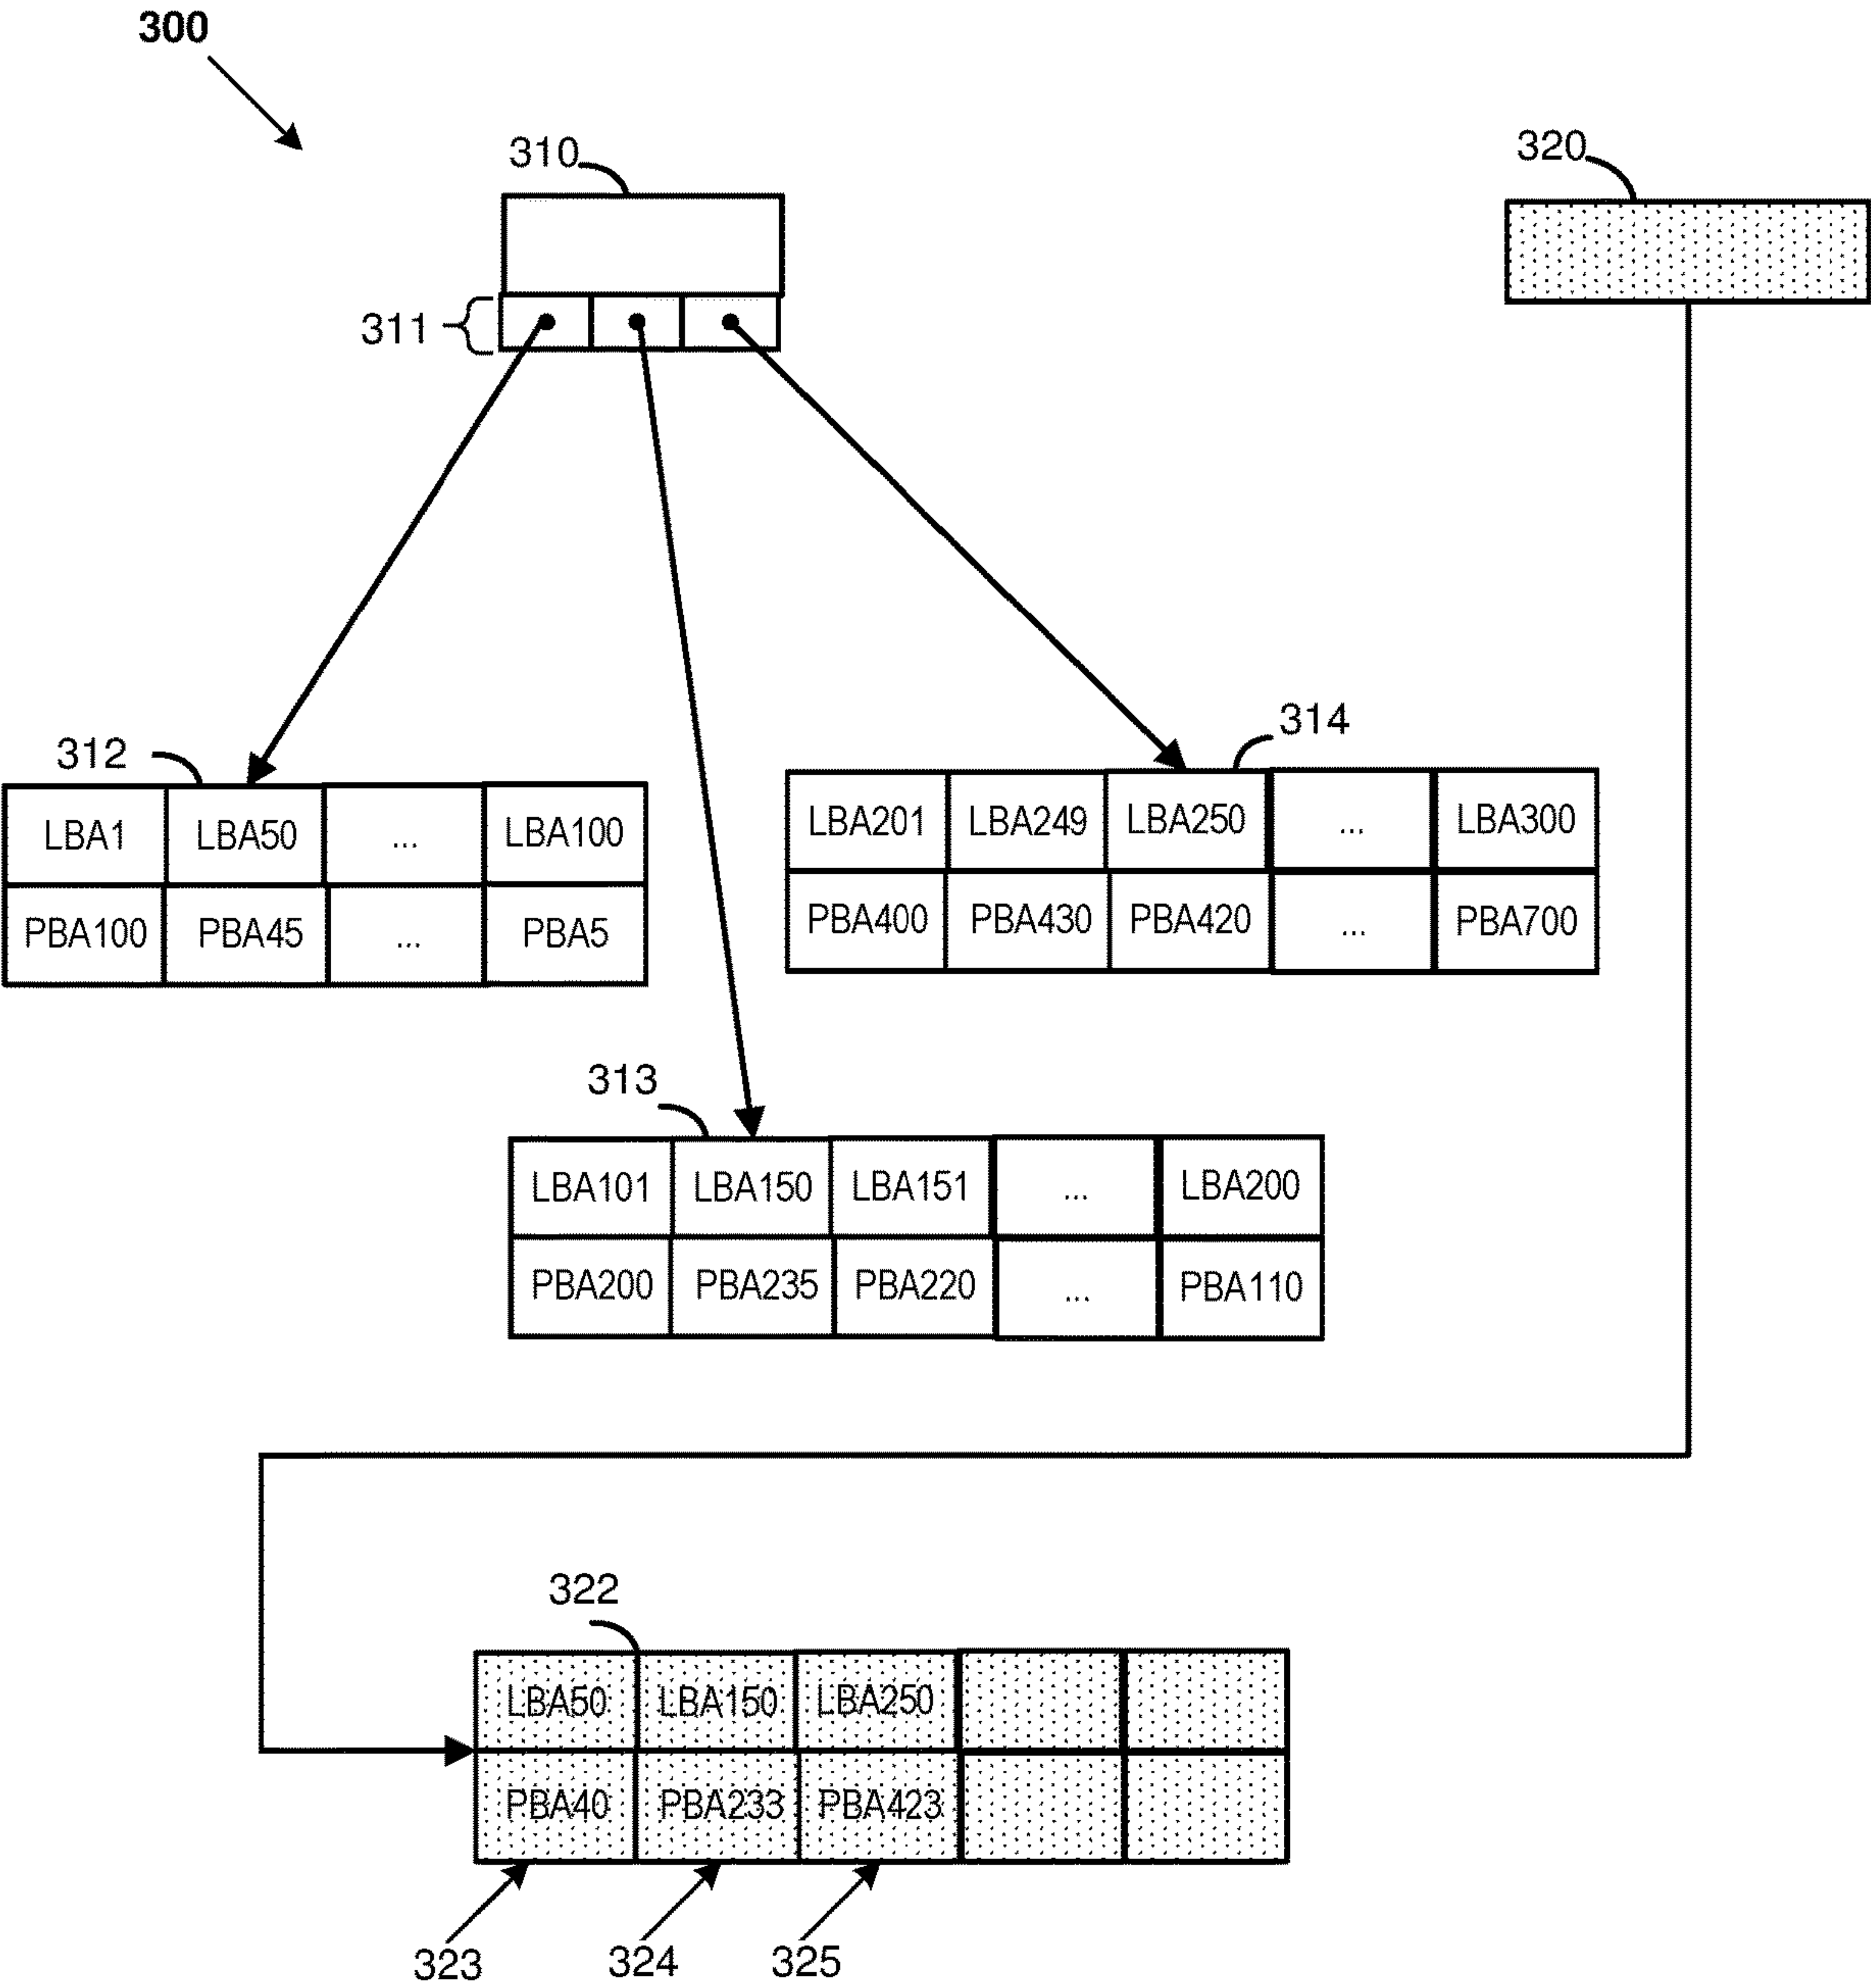 300
310
320
311
312
314
LBA1 LBA50 ... LBA100
PBA100 PBA45 ... PBA5
LBA201 LBA249 LBA250 ... LBA300
PBA400 PBA430 PBA420 ... PBA700
313
LBA101 LBA150 LBA151 ... LBA200
PBA200 PBA235 PBA220 ... PBA110
322
LBA50 LBA150 LBA250
PBA40 PBA233 PBA423
323 324 325